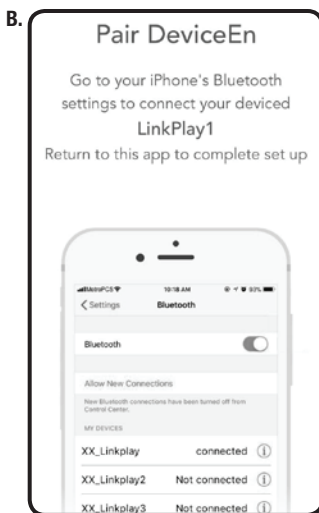 B.
Pair DeviceEn
Go to your iPhone's Bluetooth
settings to connect your deviced
LinkPlay1
Return to this app to complete set up
MetroPCS 10:18 AM 93%
Settings Bluetooth
Bluetooth
Allow New Connections
New Bluetooth connections have been turned off from
Control Center.
MY DEVICES
XX_Linkplay connected
XX_Linkplay2 Not connected
XX_Linkplay3 Not connected